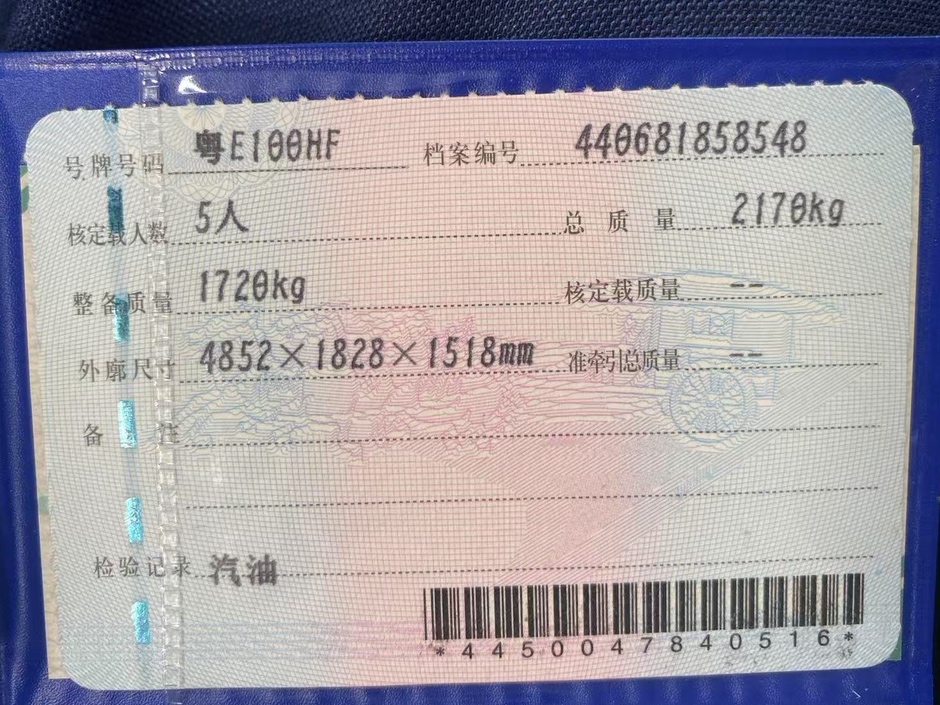 号牌号码 粤E100HF 档案编号 440681858548
核定载人数 5人 总质量 2170kg
整备质量 1720kg 核定载质量 --
外廓尺寸 4852×1828×1518mm 准牵引总质量 --
备注
检验记录 汽油
*4450047840516*